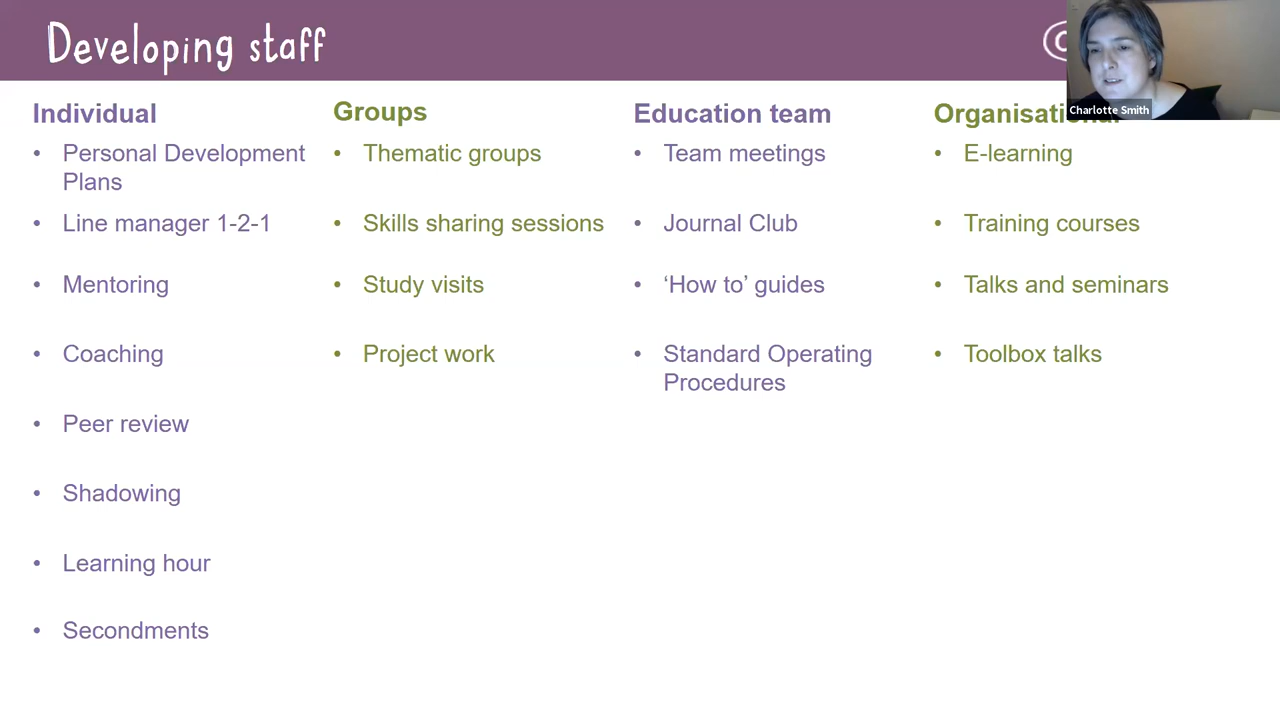 Developing staff
Charlotte Smith
Individual
Personal Development
Plans
Line manager 1-2-1
Mentoring
Coaching
Peer review
Shadowing
Learning hour
Secondments
Groups
Thematic groups
Skills sharing sessions
Study visits
Project work
Education team
Team meetings
Journal Club
‘How to’ guides
Standard Operating
Procedures
Organisational
E-learning
Training courses
Talks and seminars
Toolbox talks